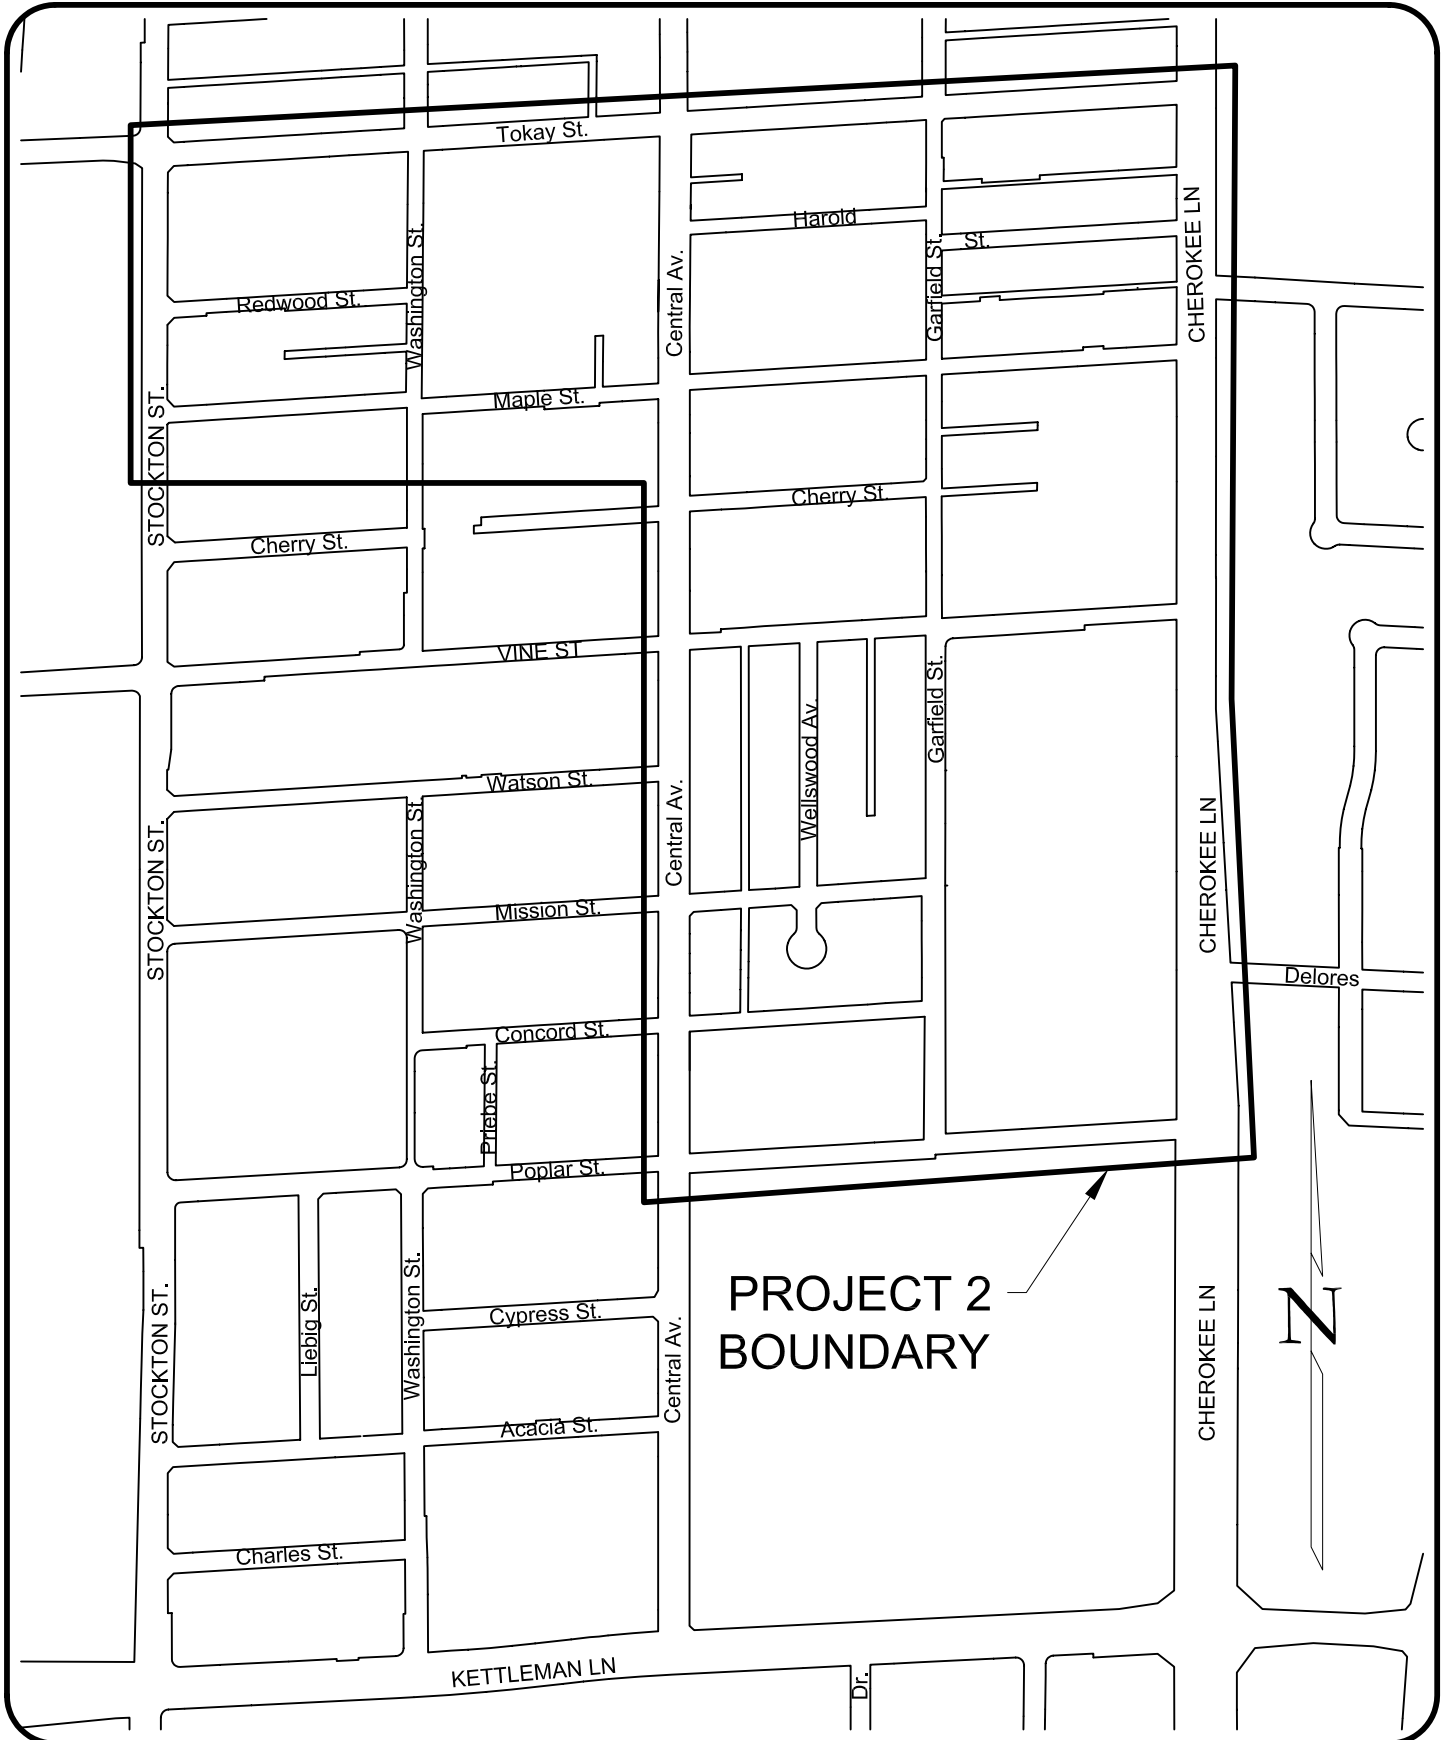 Tokay St.
Harold
St.
Redwood St.
Washington St.
Central Av.
Garfield St.
CHEROKEE LN
Maple St.
STOCKTON ST.
Cherry St.
Cherry St.
VINE ST
Garfield St.
Wellswood Av.
Watson St.
Washington St.
Central Av.
STOCKTON ST.
CHEROKEE LN
Mission St.
Delores
Concord St.
Priebe St.
Poplar St.
PROJECT 2
BOUNDARY
N
STOCKTON ST.
Liebig St.
Washington St.
Cypress St.
Central Av.
CHEROKEE LN
Acacia St.
Charles St.
KETTLEMAN LN
Dr.